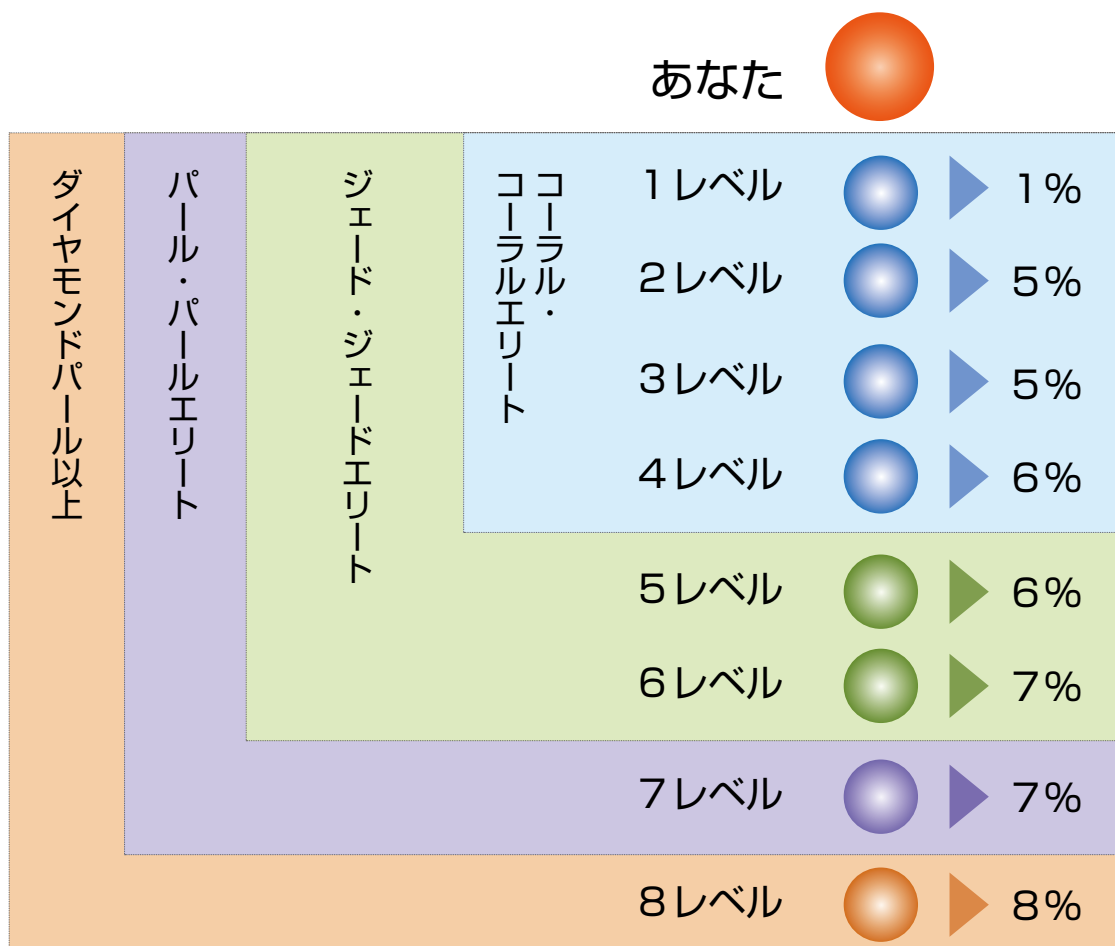 あなた
ダイヤモンドパール以上
パール・パールエリート
ジェード・ジェードエリート
コーラル・
コーラルエリート
1レベル 1%
2レベル 5%
3レベル 5%
4レベル 6%
5レベル 6%
6レベル 7%
7レベル 7%
8レベル 8%